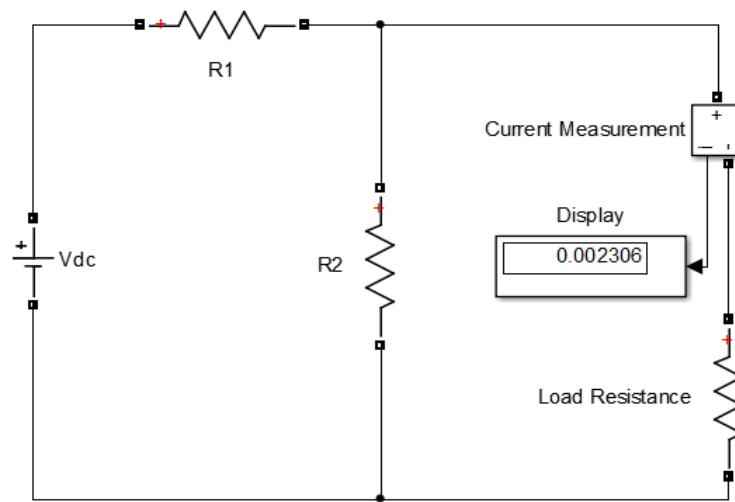 R1
Current Measurement
Display
0.002306
Vdc
R2
Load Resistance